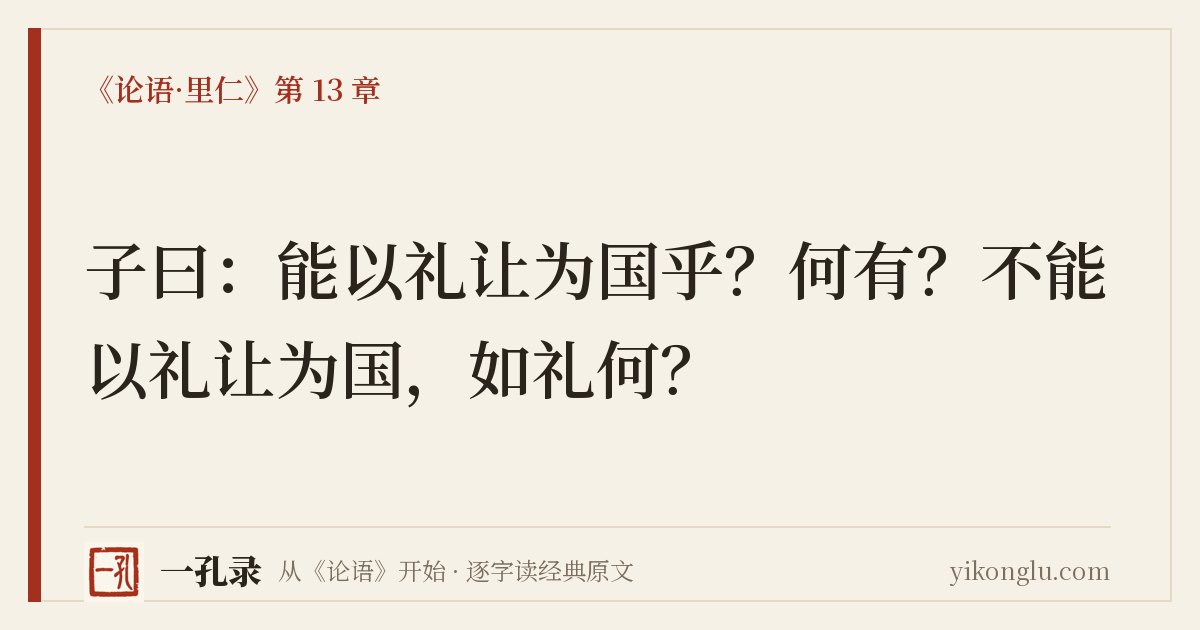 《论语·里仁》第 13 章
子曰：能以礼让为国乎？何有？不能
以礼让为国，如礼何？
一孔
一孔录 从《论语》开始 · 逐字读经典原文 yikonglu.com